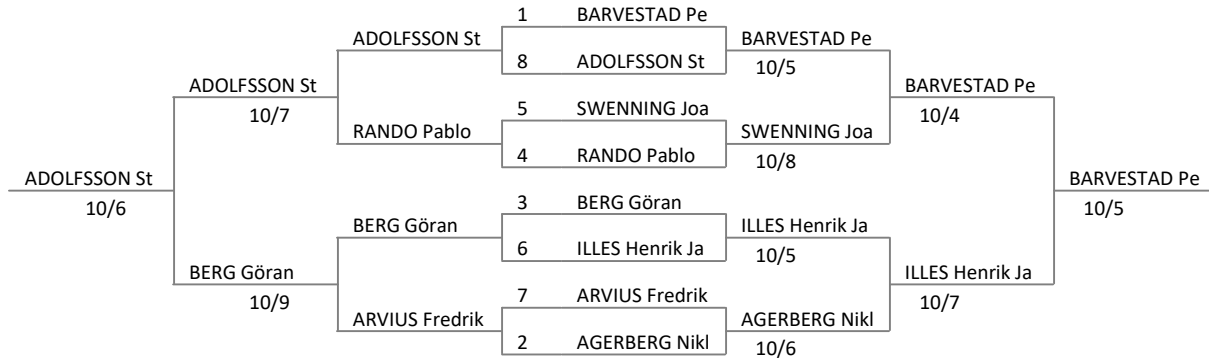 1 BARVESTAD Pe
ADOLFSSON St BARVESTAD Pe
8 ADOLFSSON St 10/5
ADOLFSSON St BARVESTAD Pe
10/7 5 SWENNING Joa 10/4
RANDO Pablo SWENNING Joa
4 RANDO Pablo 10/8
ADOLFSSON St BARVESTAD Pe
10/6 3 BERG Göran 10/5
BERG Göran ILLES Henrik Ja
6 ILLES Henrik Ja 10/5
BERG Göran ILLES Henrik Ja
10/9 7 ARVIUS Fredrik 10/7
ARVIUS Fredrik AGERBERG Nikl
2 AGERBERG Nikl 10/6